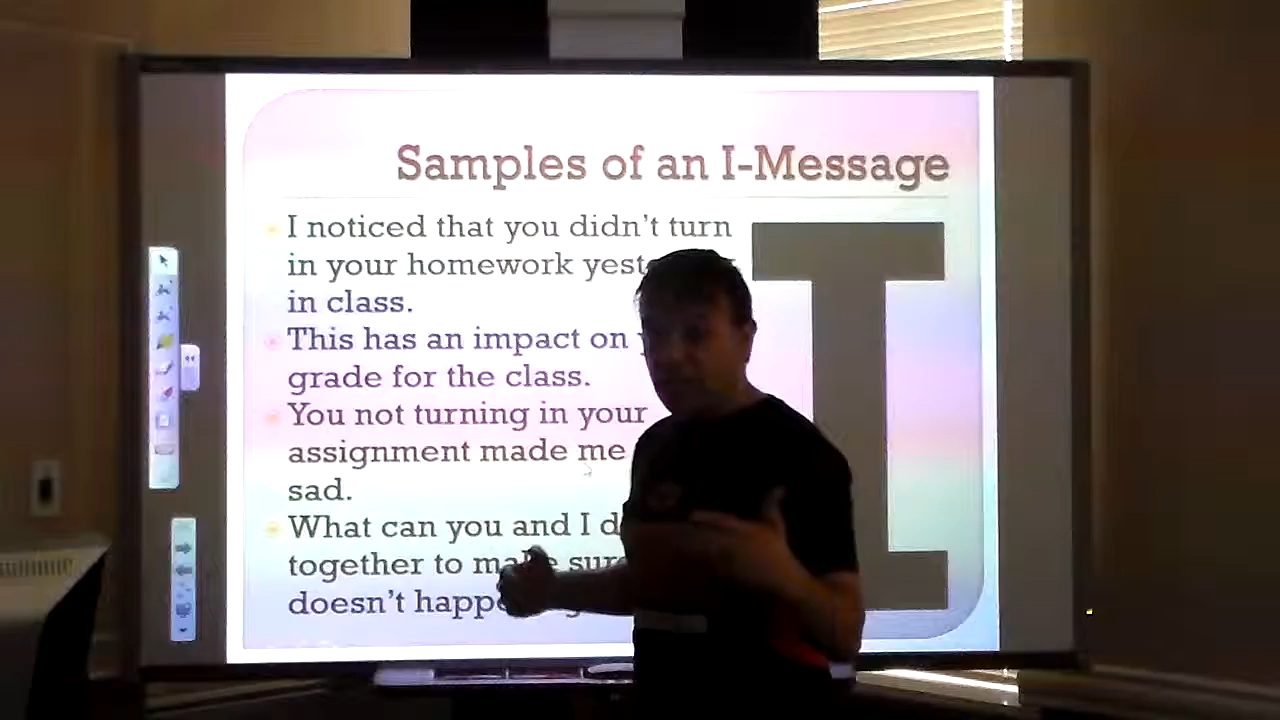 Samples of an I-Message
I noticed that you didn't turn
in your homework
in class.
This has an impact on
grade for the class.
You not turning in your
assignment made me
sad.
What can you and I
together to make
doesn't
I